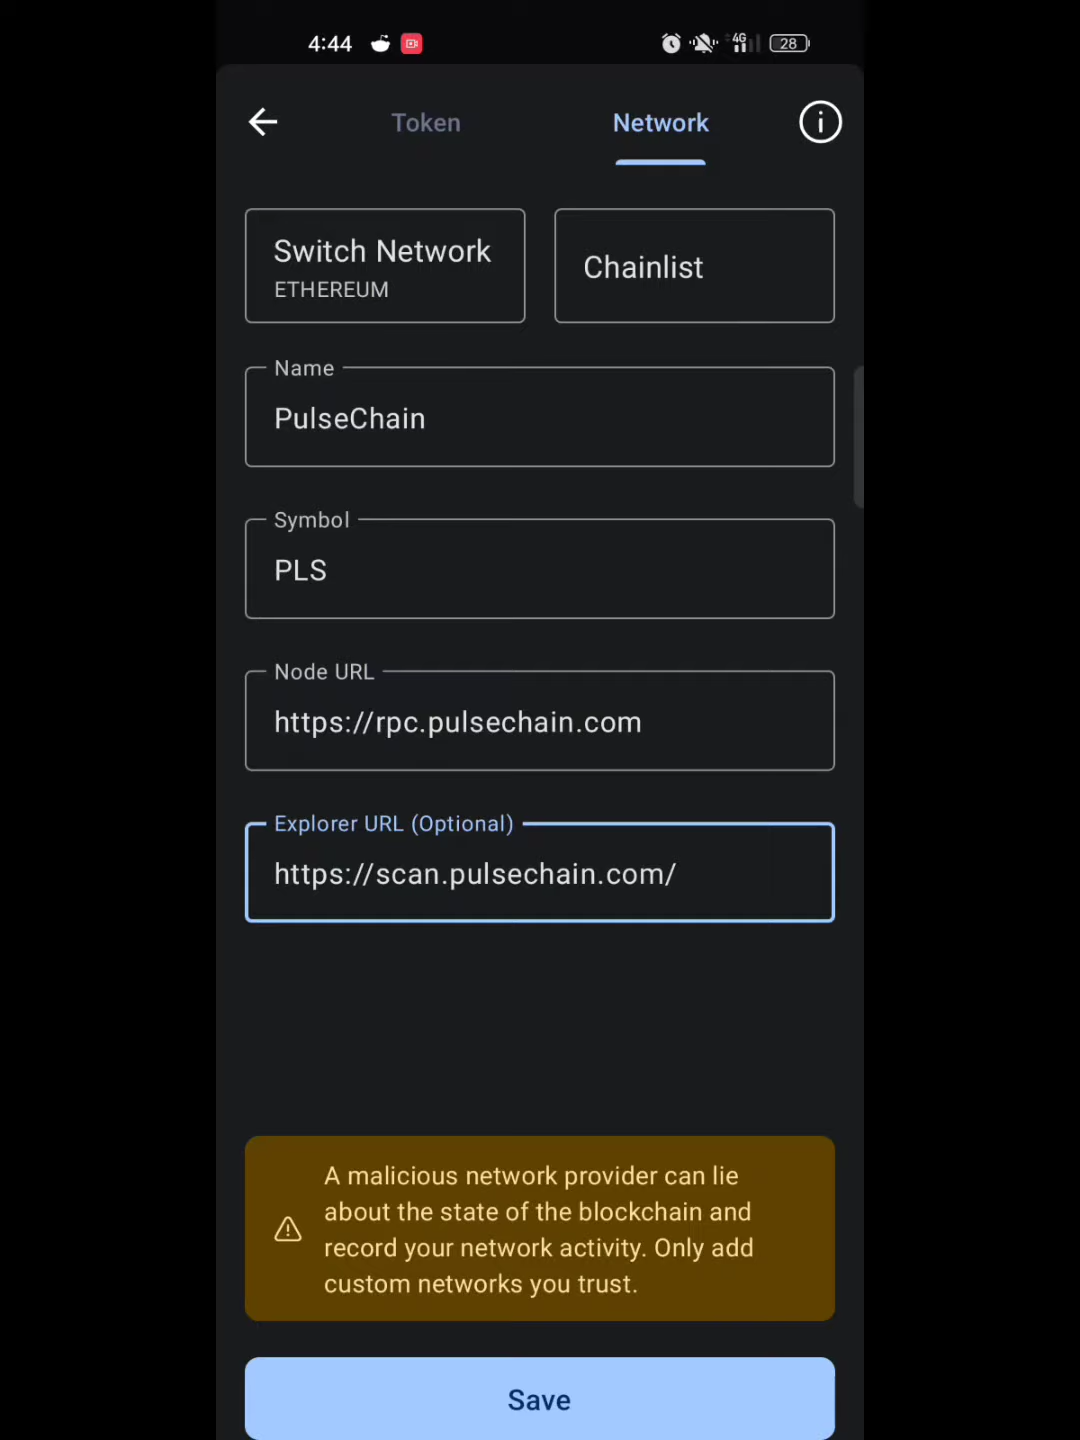 4:44
4G
28
Token
Network
Switch Network
ETHEREUM
Chainlist
Name
PulseChain
Symbol
PLS
Node URL
https://rpc.pulsechain.com
Explorer URL (Optional)
https://scan.pulsechain.com/
A malicious network provider can lie
about the state of the blockchain and
record your network activity. Only add
custom networks you trust.
Save